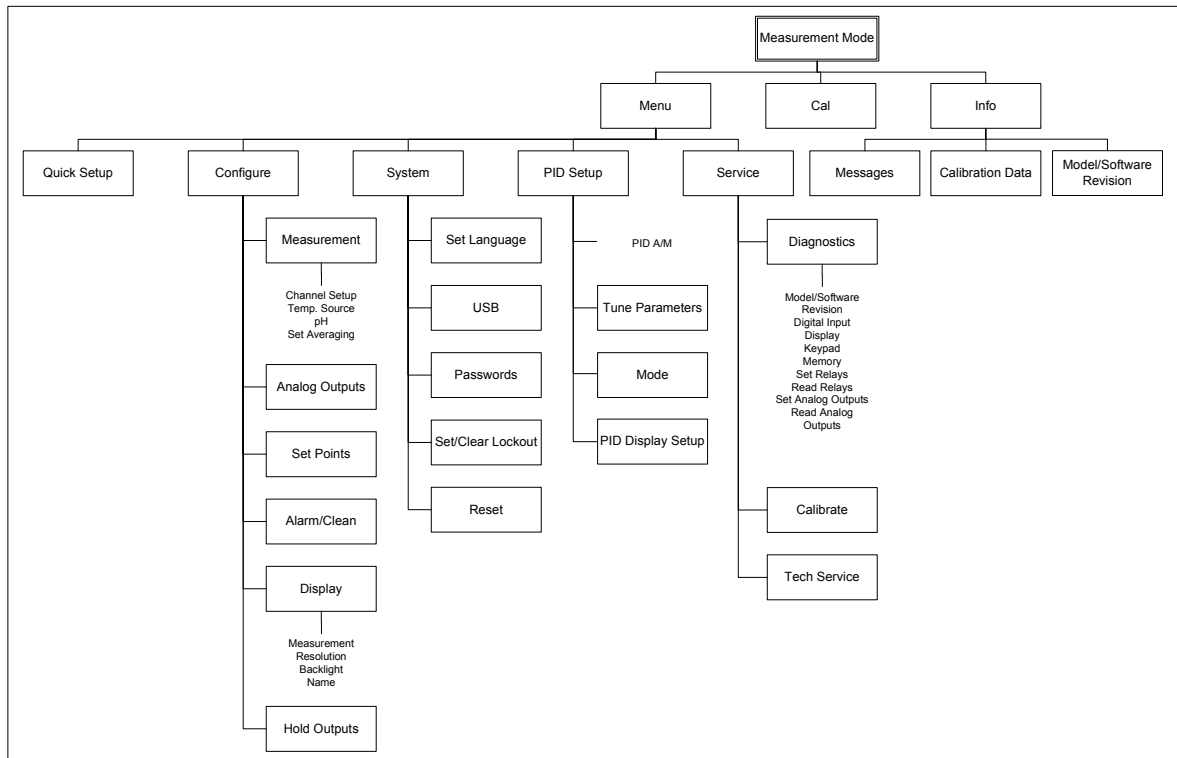 Measurement Mode
Menu
Cal
Info
Quick Setup
Configure
System
PID Setup
Service
Messages
Calibration Data
Model/Software
Revision
Measurement
Channel Setup
Temp. Source
pH
Set Averaging
Analog Outputs
Set Points
Alarm/Clean
Display
Measurement
Resolution
Backlight
Name
Hold Outputs
Set Language
USB
Passwords
Set/Clear Lockout
Reset
PID A/M
Tune Parameters
Mode
PID Display Setup
Diagnostics
Model/Software
Revision
Digital Input
Display
Keypad
Memory
Set Relays
Read Relays
Set Analog Outputs
Read Analog
Outputs
Calibrate
Tech Service